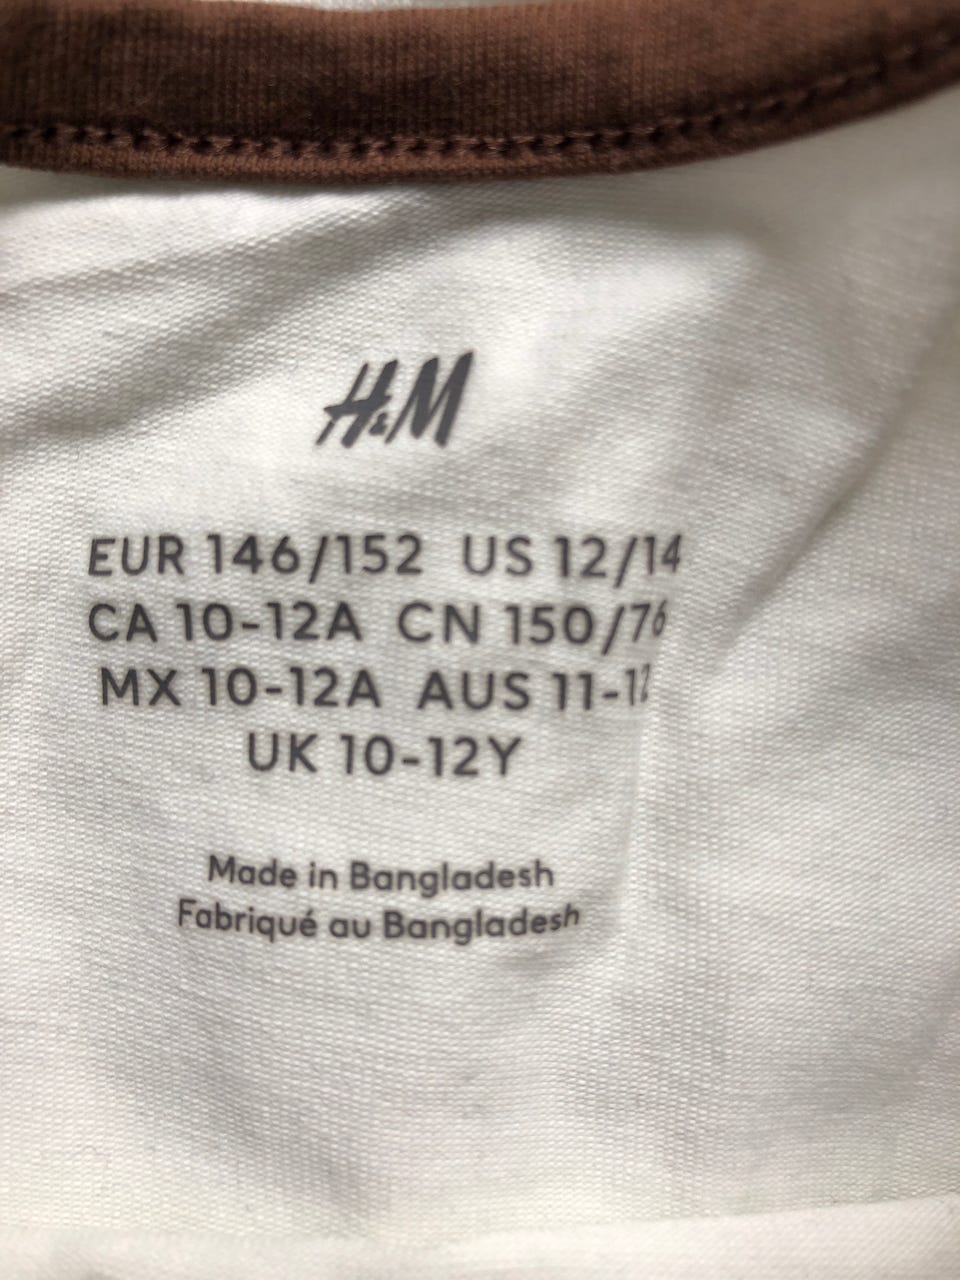 H&M
EUR 146/152 US 12/14
CA 10-12A CN 150/76
MX 10-12A AUS 11-12
UK 10-12Y
Made in Bangladesh
Fabriqué au Bangladesh